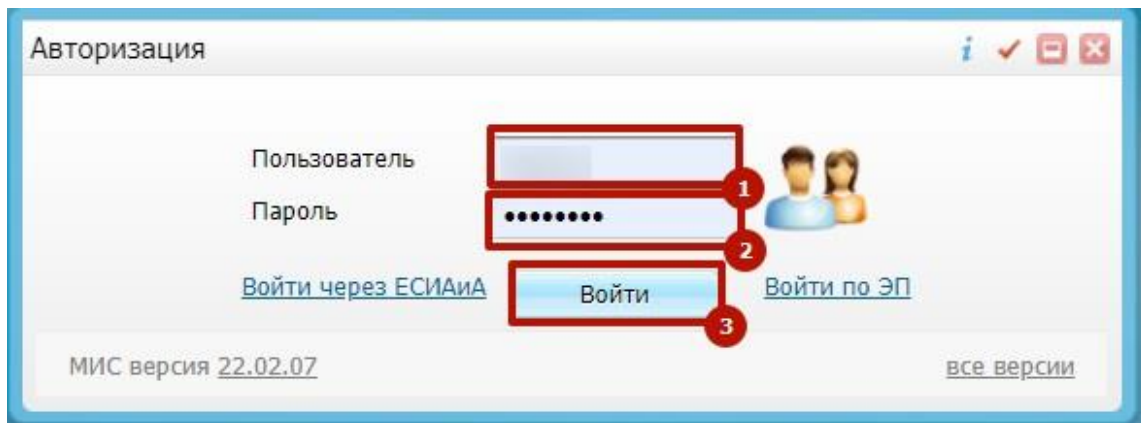 Авторизация
Пользователь
1
Пароль
2
Войти через ЕСИАиА Войти Войти по ЭП
3
МИС версия 22.02.07 все версии